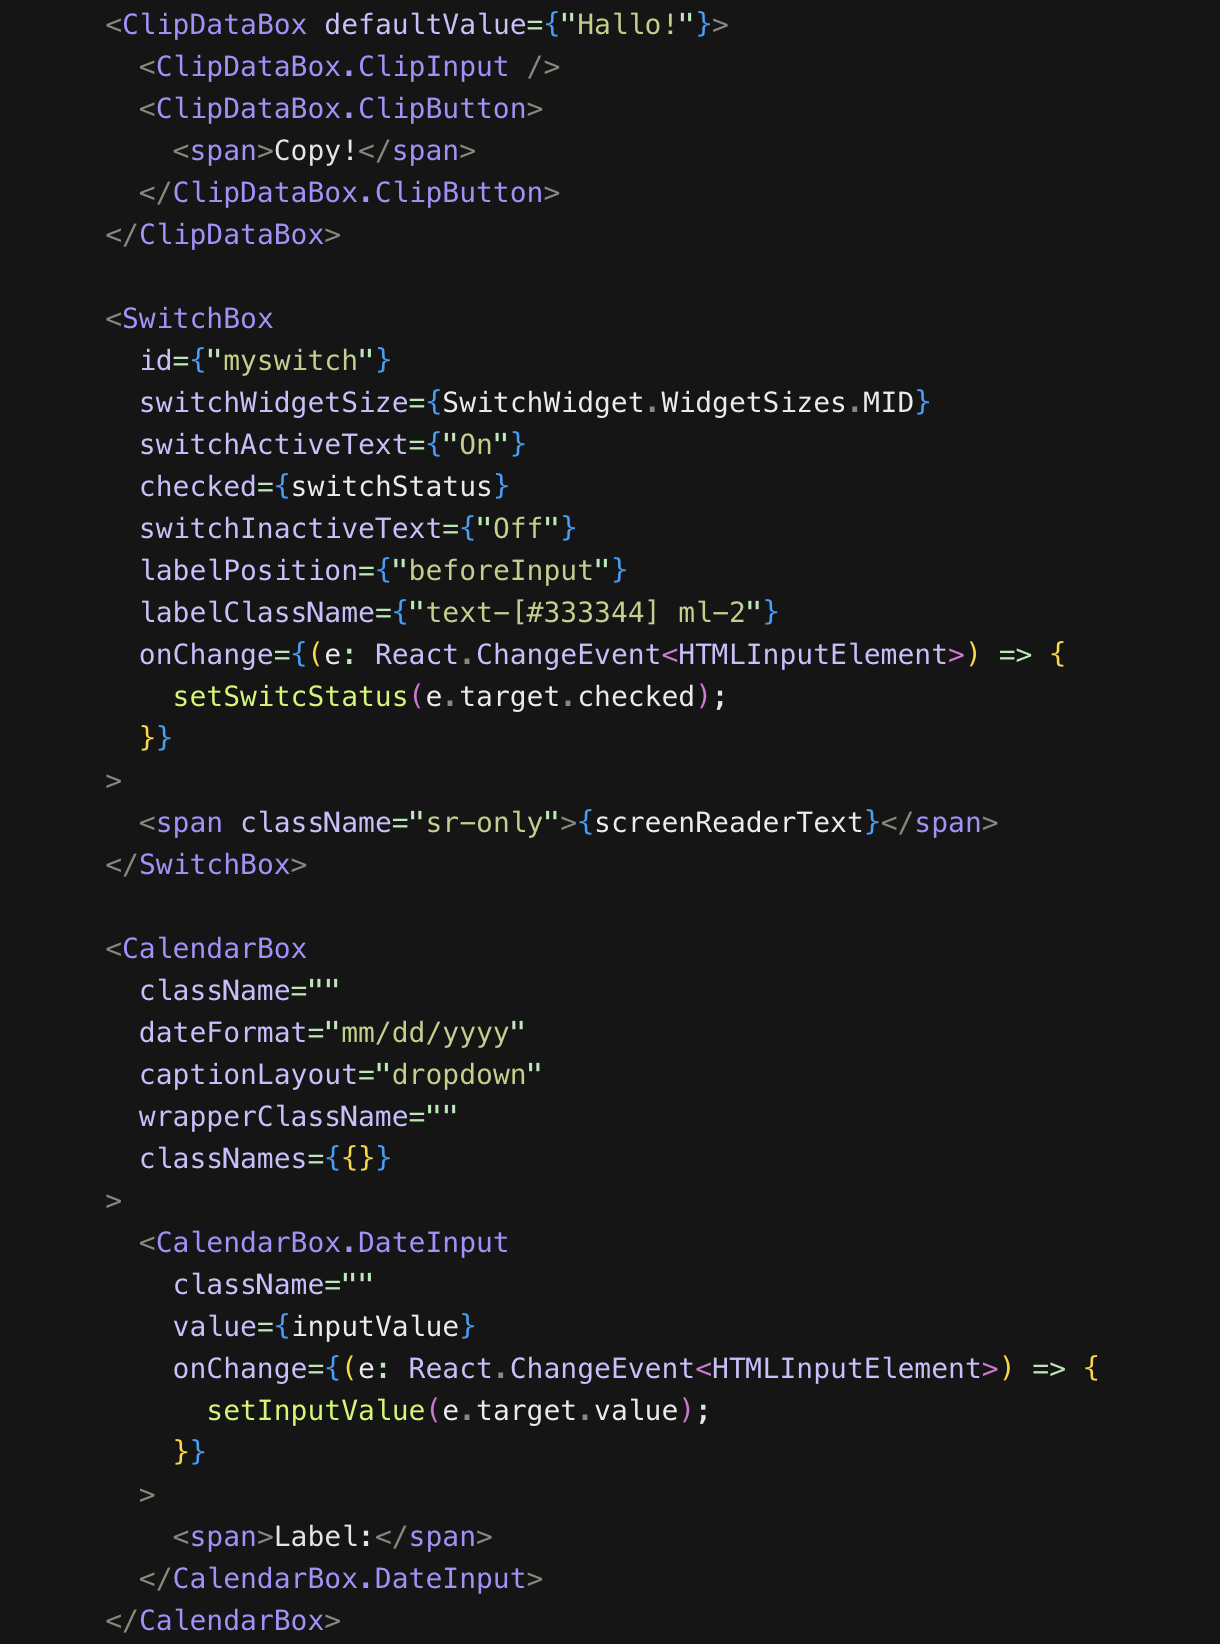 <ClipDataBox defaultValue={"Hallo!"}>
  <ClipDataBox.ClipInput />
  <ClipDataBox.ClipButton>
    <span>Copy!</span>
  </ClipDataBox.ClipButton>
</ClipDataBox>

<SwitchBox
  id={"myswitch"}
  switchWidgetSize={SwitchWidget.WidgetSizes.MID}
  switchActiveText={"On"}
  checked={switchStatus}
  switchInactiveText={"Off"}
  labelPosition={"beforeInput"}
  labelClassName={"text-[#333344] ml-2"}
  onChange={(e: React.ChangeEvent<HTMLInputElement>) => {
    setSwitcStatus(e.target.checked);
  }}
>
  <span className="sr-only">{screenReaderText}</span>
</SwitchBox>

<CalendarBox
  className=""
  dateFormat="mm/dd/yyyy"
  captionLayout="dropdown"
  wrapperClassName=""
  classNames={{}}
>
  <CalendarBox.DateInput
    className=""
    value={inputValue}
    onChange={(e: React.ChangeEvent<HTMLInputElement>) => {
      setInputValue(e.target.value);
    }}
  >
    <span>Label:</span>
  </CalendarBox.DateInput>
</CalendarBox>